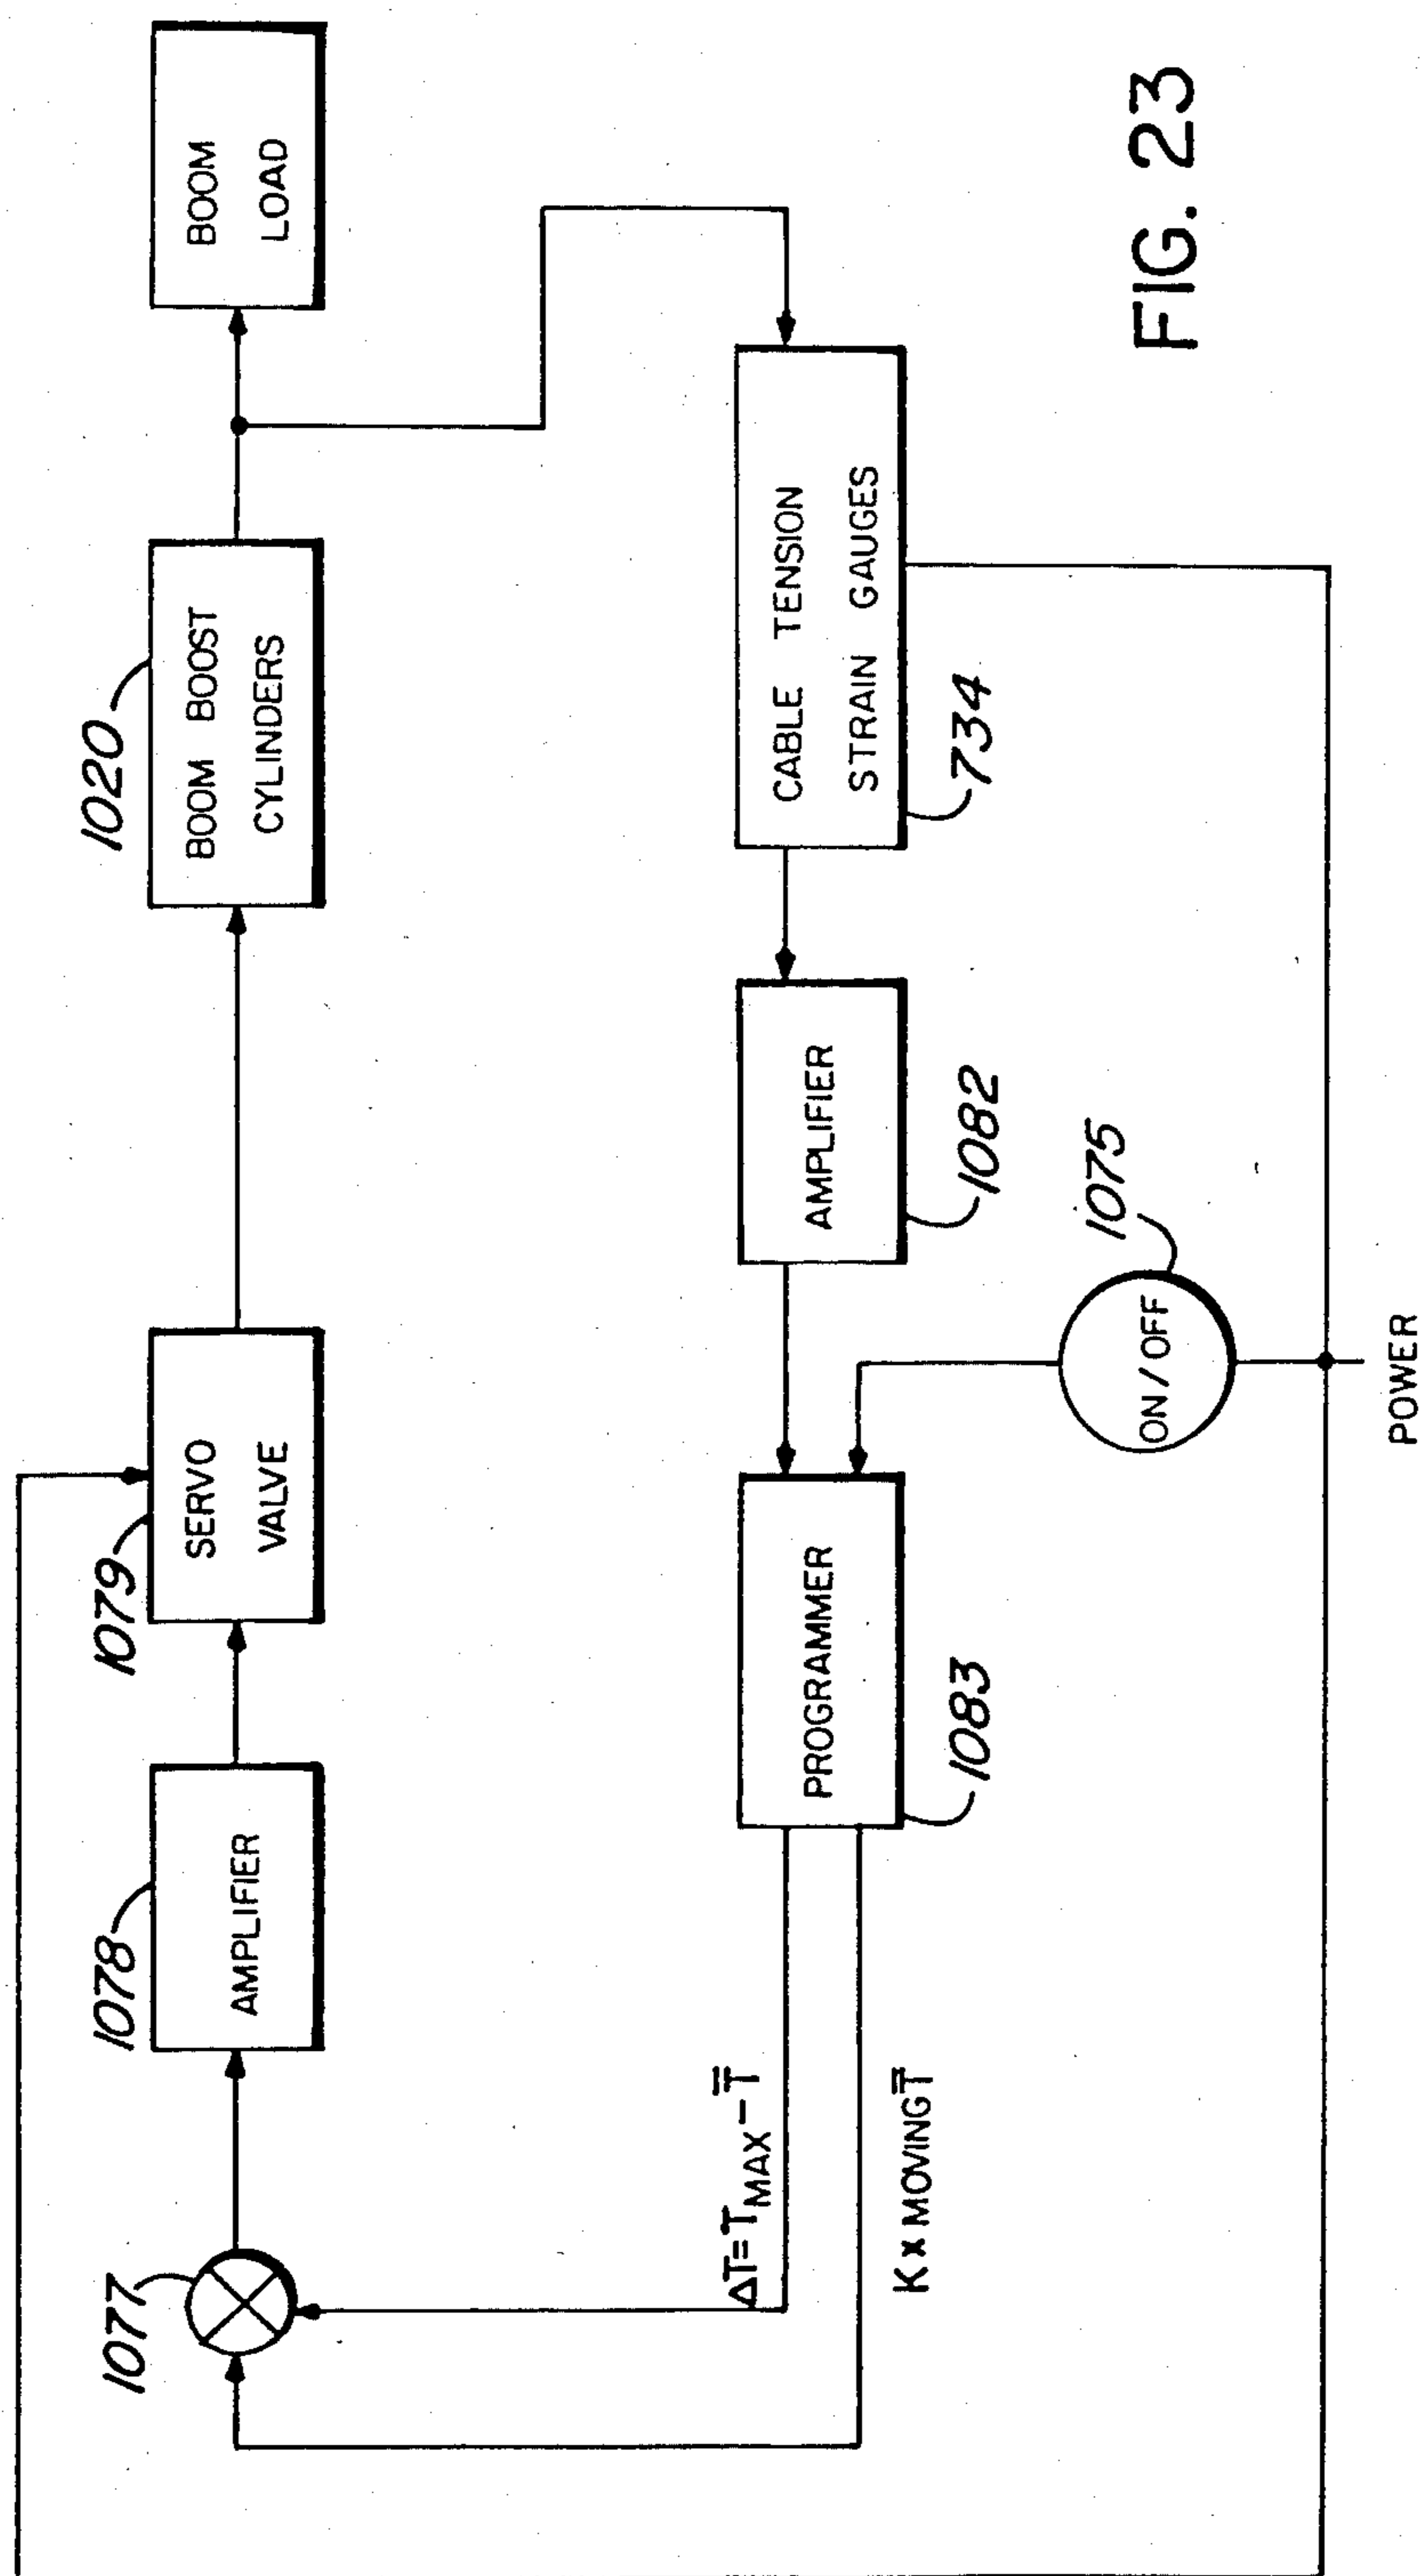 1077
1078
AMPLIFIER
1079
SERVO
VALVE
1020
BOOM BOOST
CYLINDERS
BOOM
LOAD
ΔT=T MAX − T̄
K x MOVING T̄
PROGRAMMER
1083
AMPLIFIER
1082
CABLE TENSION
STRAIN GAUGES
734
1075
ON / OFF
POWER
FIG. 23